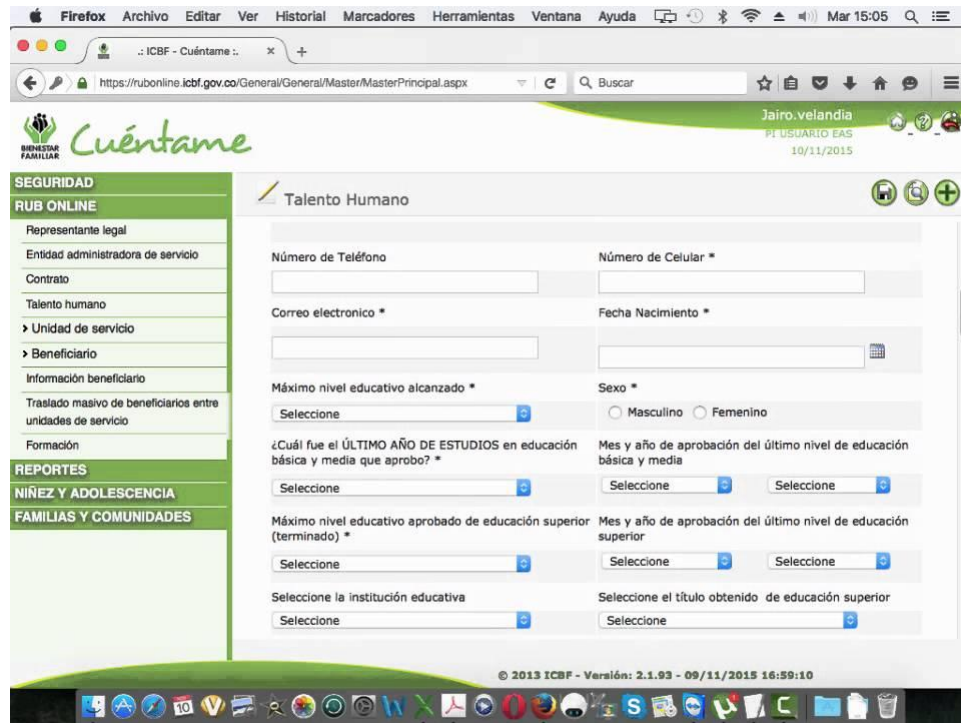 Firefox Archivo Editar Ver Historial Marcadores Herramientas Ventana Ayuda Mar 15:05
.: ICBF - Cuéntame :. × +
https://rubonline.icbf.gov.co/General/General/Master/MasterPrincipal.aspx Buscar
BIENESTAR FAMILIAR
Cuéntame
Jairo.velandia
PI USUARIO EAS
10/11/2015
SEGURIDAD
RUB ONLINE
Representante legal
Entidad administradora de servicio
Contrato
Talento humano
> Unidad de servicio
> Beneficiario
Información beneficiario
Traslado masivo de beneficiarios entre
unidades de servicio
Formación
REPORTES
NIÑEZ Y ADOLESCENCIA
FAMILIAS Y COMUNIDADES
Talento Humano
Número de Teléfono Número de Celular *
Correo electronico * Fecha Nacimiento *
Máximo nivel educativo alcanzado * Sexo *
Seleccione Masculino Femenino
¿Cuál fue el ÚLTIMO AÑO DE ESTUDIOS en educación Mes y año de aprobación del último nivel de educación
básica y media que aprobo? * básica y media
Seleccione Seleccione Seleccione
Máximo nivel educativo aprobado de educación superior Mes y año de aprobación del último nivel de educación
(terminado) * superior
Seleccione Seleccione Seleccione
Seleccione la institución educativa Seleccione el título obtenido de educación superior
Seleccione Seleccione
© 2013 ICBF - Versión: 2.1.93 - 09/11/2015 16:59:10